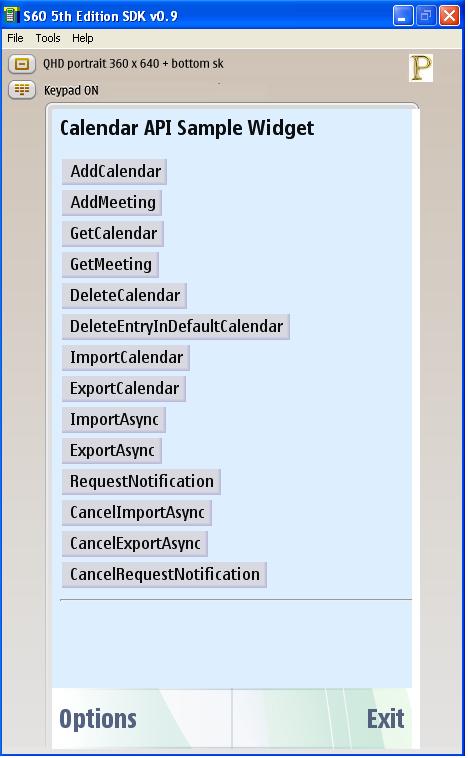 S60 5th Edition SDK v0.9
File Tools Help
QHD portrait 360 x 640 + bottom sk
P
Keypad ON
Calendar API Sample Widget
AddCalendar
AddMeeting
GetCalendar
GetMeeting
DeleteCalendar
DeleteEntryInDefaultCalendar
ImportCalendar
ExportCalendar
ImportAsync
ExportAsync
RequestNotification
CancelImportAsync
CancelExportAsync
CancelRequestNotification
Options Exit